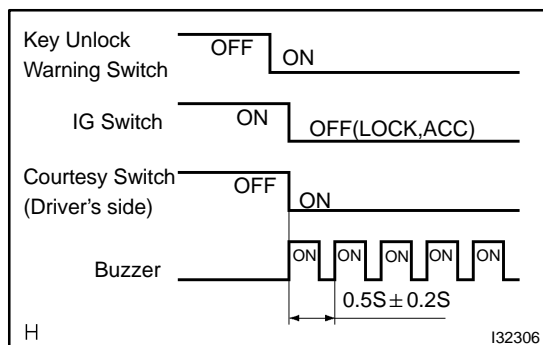 Key Unlock
Warning Switch
OFF
ON
IG Switch
ON
OFF(LOCK,ACC)
Courtesy Switch
(Driver's side)
OFF
ON
Buzzer
ON
ON
ON
ON
ON
0.5S±0.2S
H
I32306